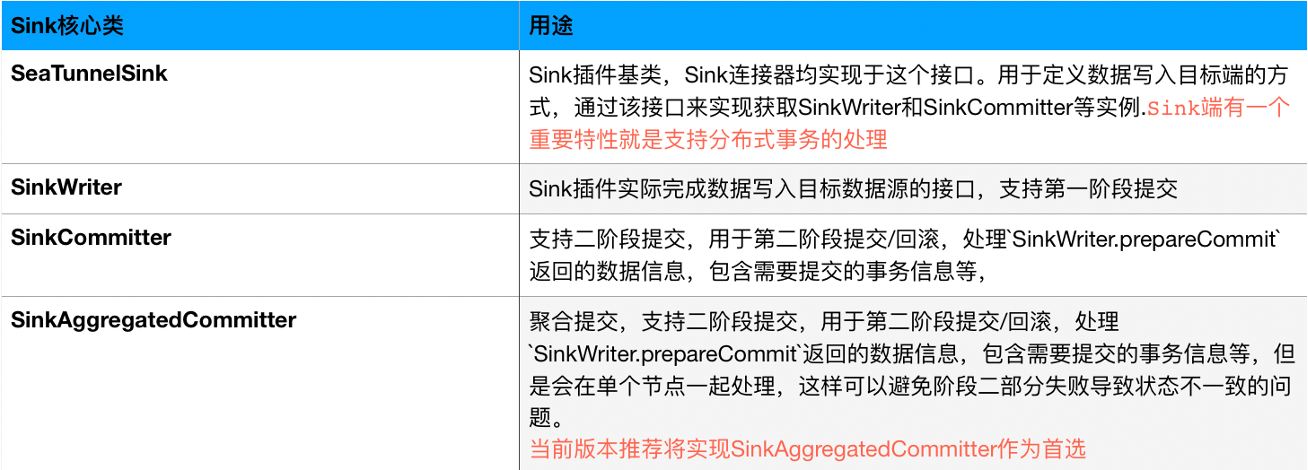 Sink核心类
用途
SeaTunnelSink
Sink插件基类，Sink连接器均实现于这个接口。用于定义数据写入目标端的方
式，通过该接口来实现获取SinkWriter和SinkCommitter等实例.Sink端有一个
重要特性就是支持分布式事务的处理
SinkWriter
Sink插件实际完成数据写入目标数据源的接口，支持第一阶段提交
SinkCommitter
支持二阶段提交，用于第二阶段提交/回滚，处理`SinkWriter.prepareCommit`
返回的数据信息，包含需要提交的事务信息等，
SinkAggregatedCommitter
聚合提交，支持二阶段提交，用于第二阶段提交/回滚，处理
`SinkWriter.prepareCommit`返回的数据信息，包含需要提交的事务信息等，但
是会在单个节点一起处理，这样可以避免阶段二部分失败导致状态不一致的问
题。
当前版本推荐将实现SinkAggregatedCommitter作为首选